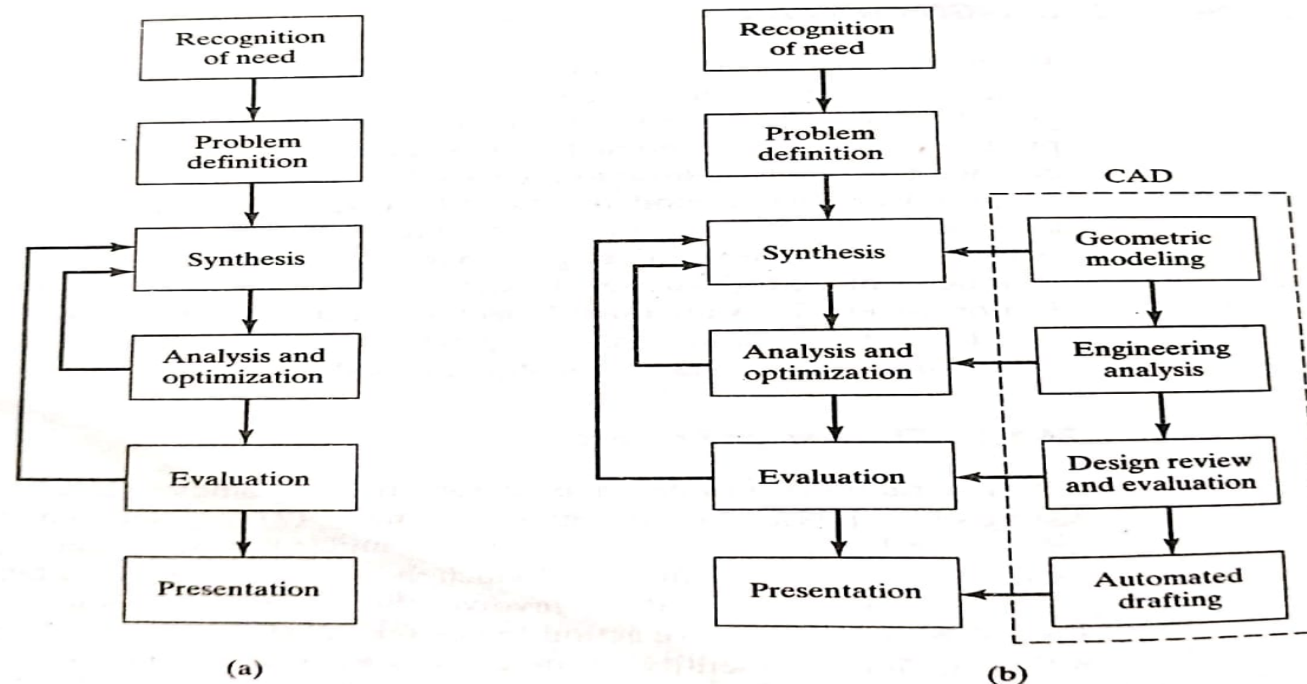 Recognition
of need
Problem
definition
Synthesis
Analysis and
optimization
Evaluation
Presentation
(a)
Recognition
of need
Problem
definition
Synthesis
Analysis and
optimization
Evaluation
Presentation
CAD
Geometric
modeling
Engineering
analysis
Design review
and evaluation
Automated
drafting
(b)